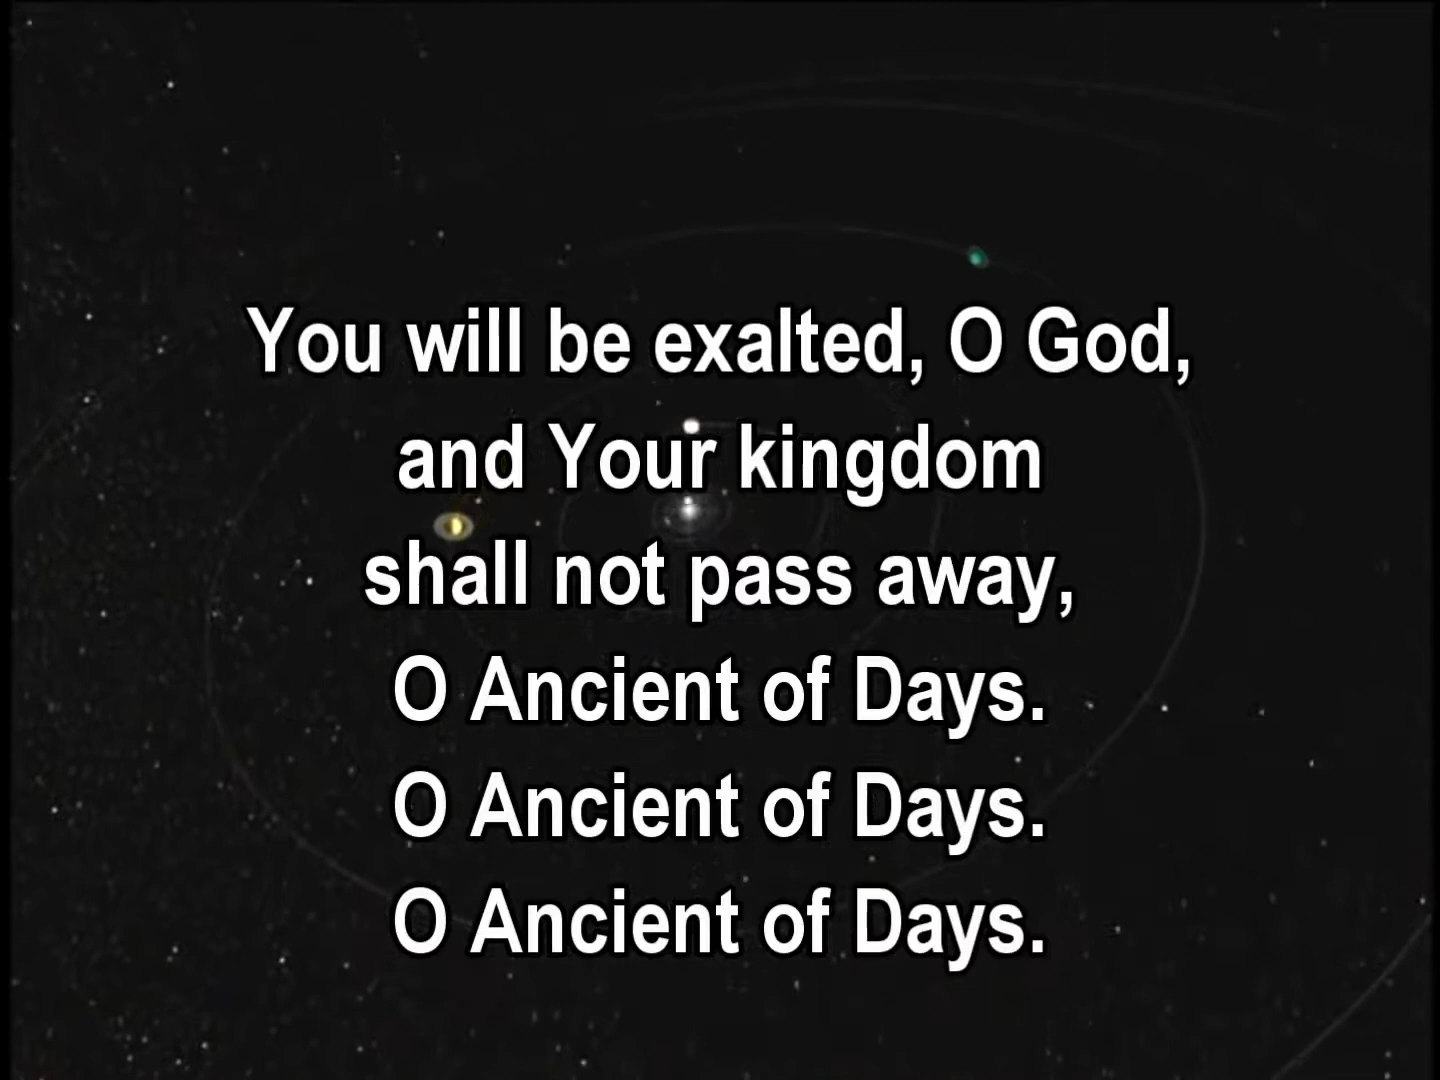 You will be exalted, O God,
and Your kingdom
shall not pass away,
O Ancient of Days.
O Ancient of Days.
O Ancient of Days.